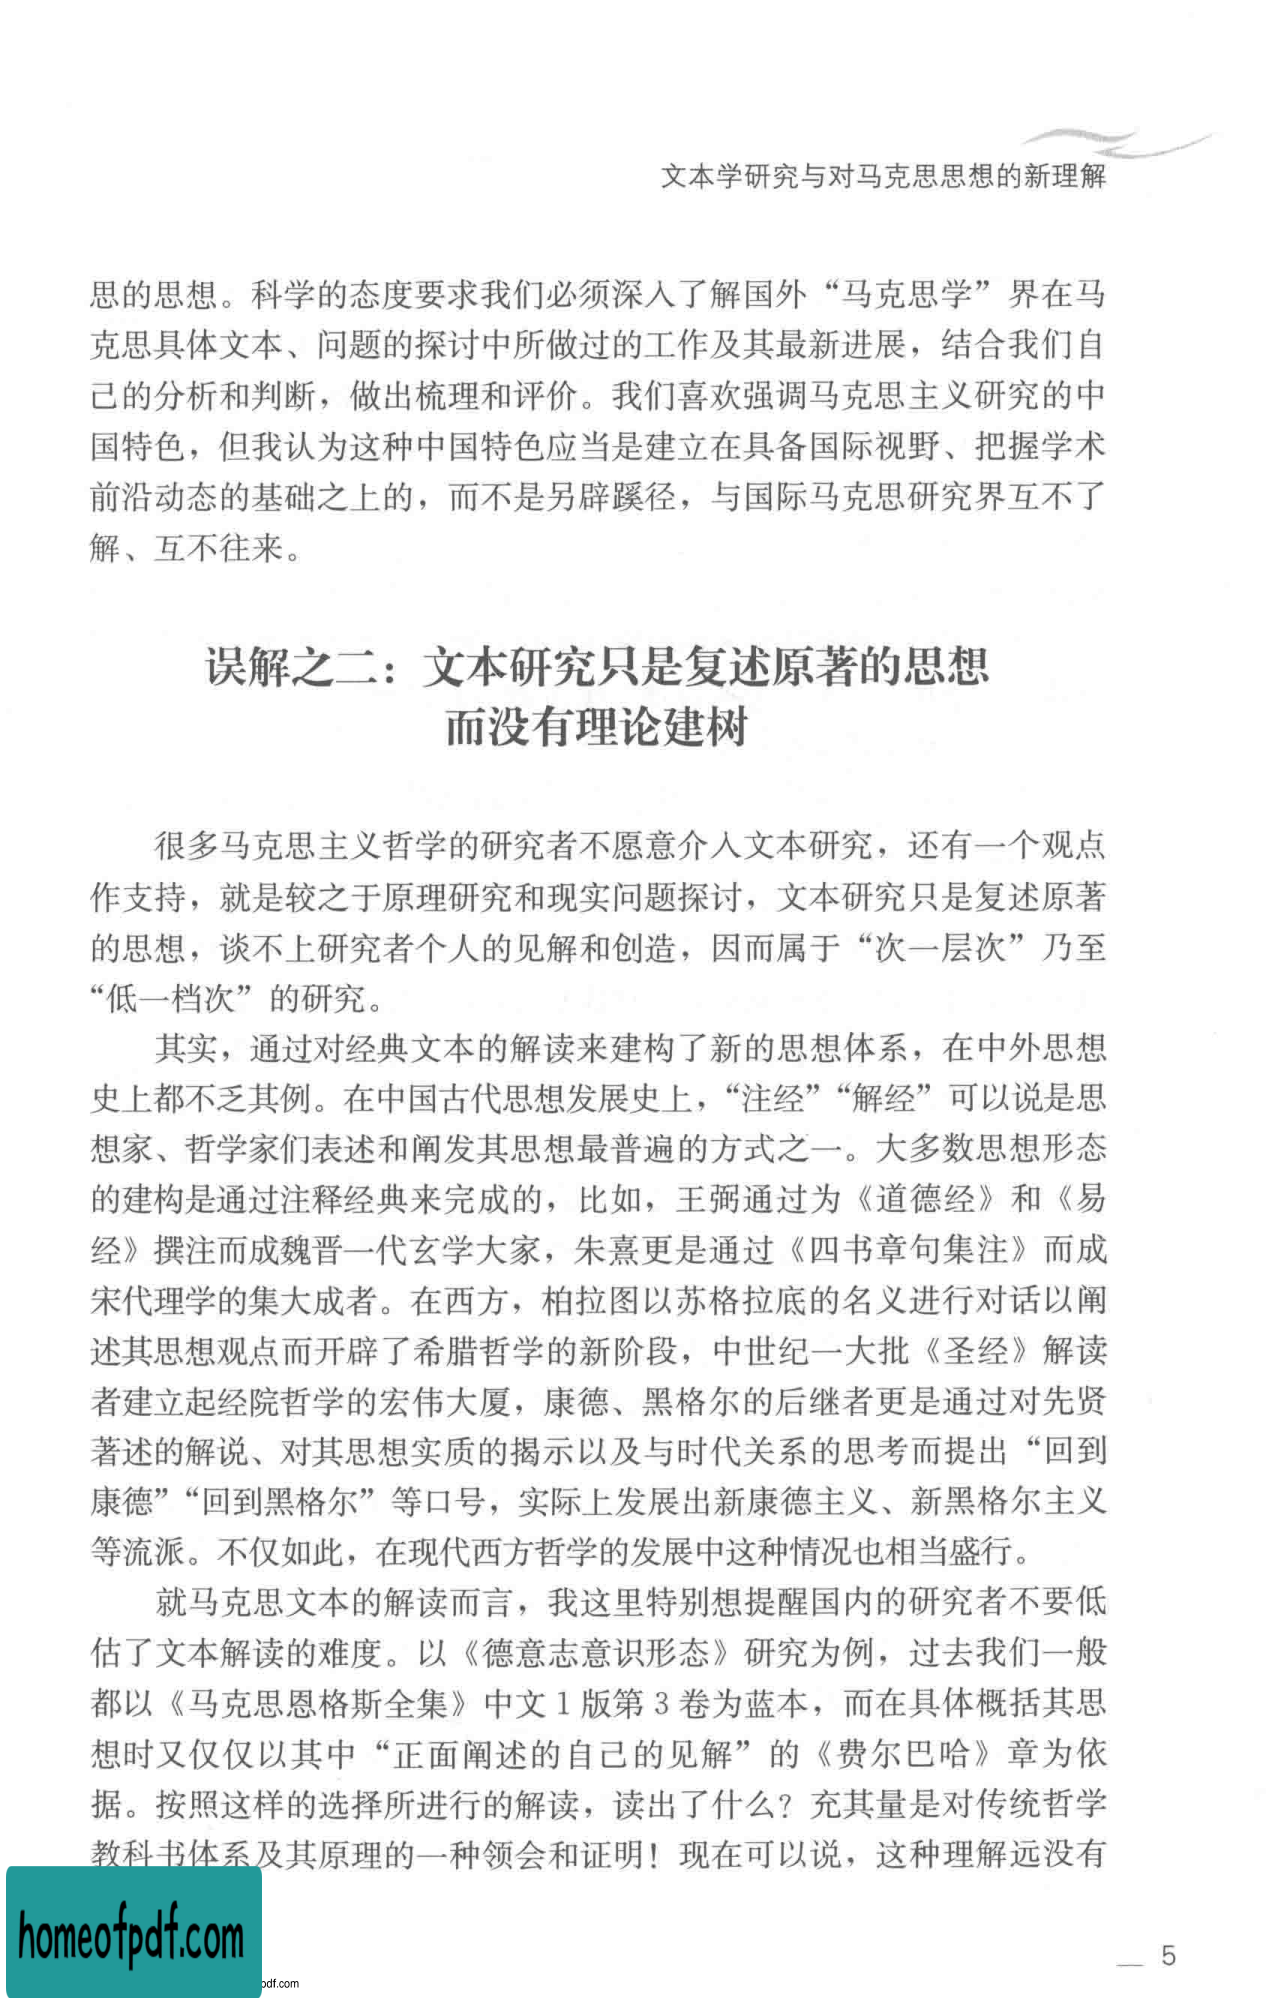 文本学研究与对马克思思想的新理解
思的思想。科学的态度要求我们必须深入了解国外“马克思学”界在马
克思具体文本、问题的探讨中所做过的工作及其最新进展，结合我们自
己的分析和判断，做出梳理和评价。我们喜欢强调马克思主义研究的中
国特色，但我认为这种中国特色应当是建立在具备国际视野、把握学术
前沿动态的基础之上的，而不是另辟蹊径，与国际马克思研究界互不了
解、互不往来。
误解之二：文本研究只是复述原著的思想
而没有理论建树
很多马克思主义哲学的研究者不愿意介入文本研究，还有一个观点
作支持，就是较之于原理研究和现实问题探讨，文本研究只是复述原著
的思想，谈不上研究者个人的见解和创造，因而属于“次一层次”乃至
“低一档次”的研究。
其实，通过对经典文本的解读来建构了新的思想体系，在中外思想
史上都不乏其例。在中国古代思想发展史上，“注经”“解经”可以说是思
想家、哲学家们表述和阐发其思想最普遍的方式之一。大多数思想形态
的建构是通过注释经典来完成的，比如，王弼通过为《道德经》和《易
经》撰注而成魏晋一代玄学大家，朱熹更是通过《四书章句集注》而成
宋代理学的集大成者。在西方，柏拉图以苏格拉底的名义进行对话以阐
述其思想观点而开辟了希腊哲学的新阶段，中世纪一大批《圣经》解读
者建立起经院哲学的宏伟大厦，康德、黑格尔的后继者更是通过对先贤
著述的解说、对其思想实质的揭示以及与时代关系的思考而提出“回到
康德”“回到黑格尔”等口号，实际上发展出新康德主义、新黑格尔主义
等流派。不仅如此，在现代西方哲学的发展中这种情况也相当盛行。
就马克思文本的解读而言，我这里特别想提醒国内的研究者不要低
估了文本解读的难度。以《德意志意识形态》研究为例，过去我们一般
都以《马克思恩格斯全集》中文1版第3卷为蓝本，而在具体概括其思
想时又仅仅以其中“正面阐述的自己的见解”的《费尔巴哈》章为依
据。按照这样的选择所进行的解读，读出了什么？充其量是对传统哲学
教科书体系及其原理的一种领会和证明！现在可以说，这种理解远没有
homeofpdf.com
5
pdf.com